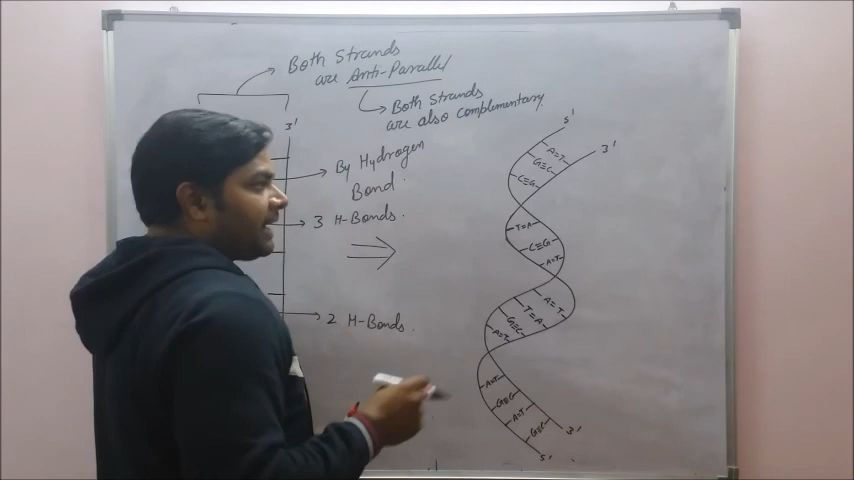 Both Strands
are Anti-Parallel
Both Strands
are also complementary
3'
By Hydrogen
Bond.
3 H-Bonds.
2 H-Bonds.
5'
3'
A=T
G≡C
C≡G
T=A
C≡G
A=T
A=T
T=A
G≡C
A=T
A=T
G≡C
A=T
G≡C
3'
5'